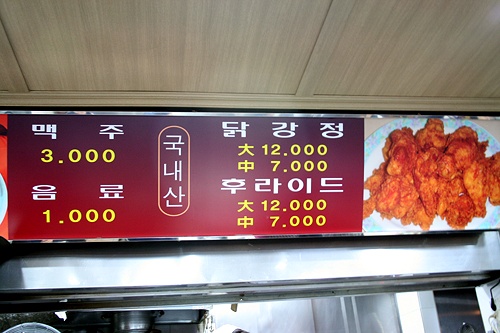 맥주
3.000
음료
1.000
국내산
닭강정
大 12.000
中 7.000
후라이드
大 12.000
中 7.000